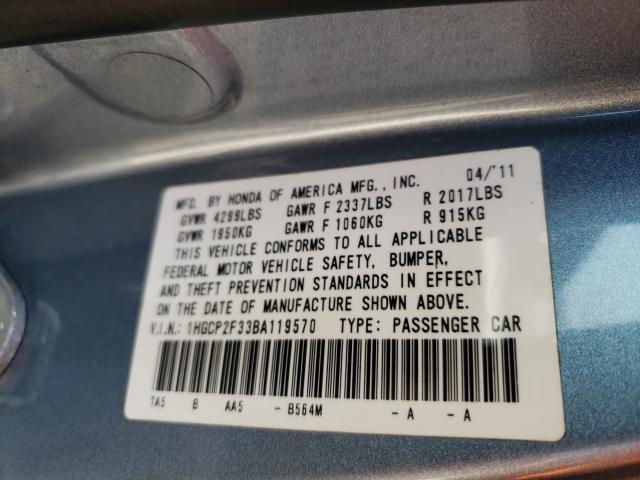 MFD. BY HONDA OF AMERICA MFG., INC. 04/'11
GVWR 4299LBS GAWR F 2337LBS R 2017LBS
GVWR 1950KG GAWR F 1060KG R 915KG
THIS VEHICLE CONFORMS TO ALL APPLICABLE
FEDERAL MOTOR VEHICLE SAFETY, BUMPER,
AND THEFT PREVENTION STANDARDS IN EFFECT
ON THE DATE OF MANUFACTURE SHOWN ABOVE.
V.I.N.: 1HGCP2F33BA119570 TYPE: PASSENGER CAR
TA5 B AA5 - B564M - A - A